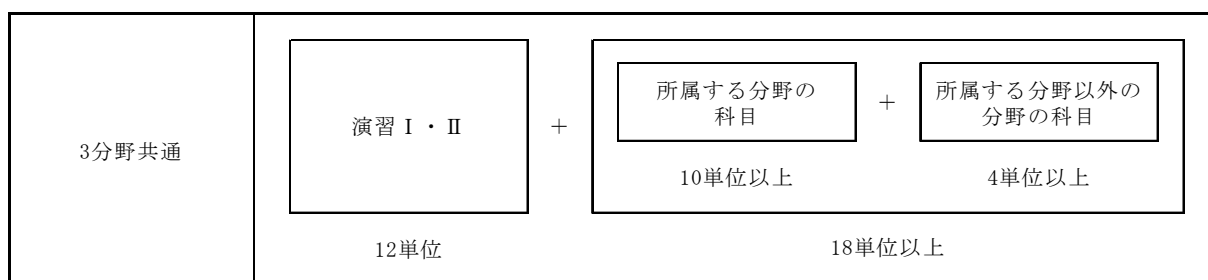 3分野共通
演習Ⅰ・Ⅱ
12単位
+
所属する分野の
科目
10単位以上
+
所属する分野以外の
分野の科目
4単位以上
18単位以上